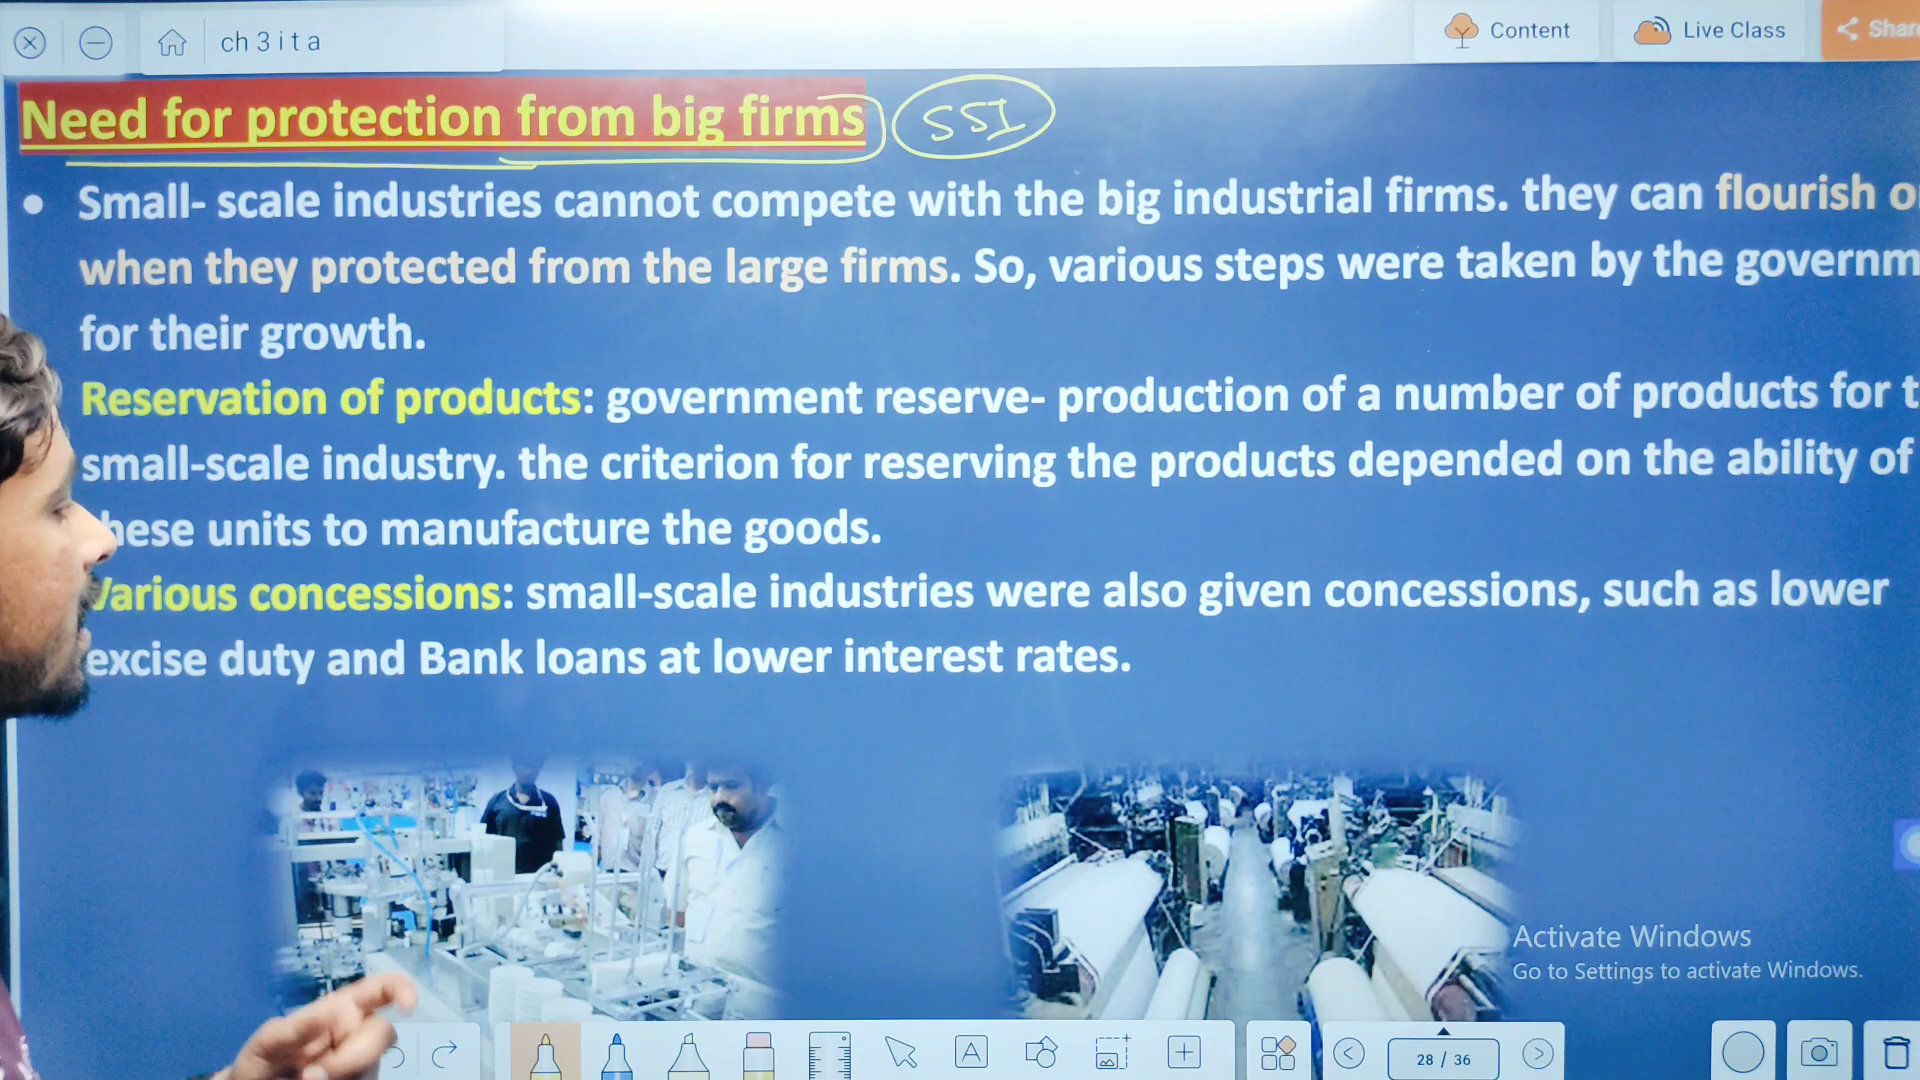 ch 3 i t a
Content
Live Class
Share
Need for protection from big firms
SSI
• Small- scale industries cannot compete with the big industrial firms. they can flourish o
when they protected from the large firms. So, various steps were taken by the governm
for their growth.
Reservation of products: government reserve- production of a number of products for t
small-scale industry. the criterion for reserving the products depended on the ability of
hese units to manufacture the goods.
Various concessions: small-scale industries were also given concessions, such as lower
excise duty and Bank loans at lower interest rates.
Activate Windows
Go to Settings to activate Windows.
A
28 / 36